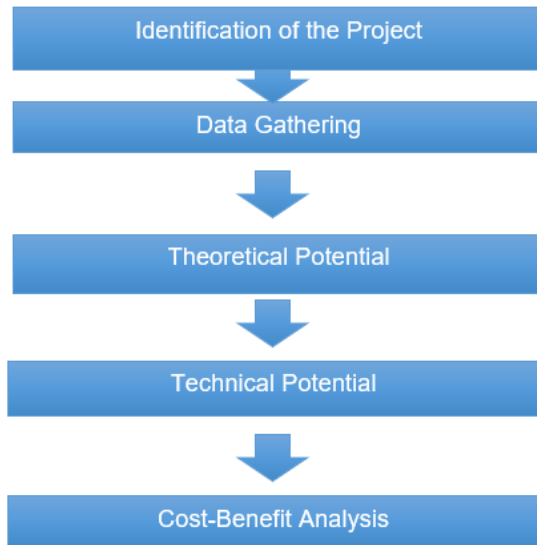 Identification of the Project
Data Gathering
Theoretical Potential
Technical Potential
Cost-Benefit Analysis